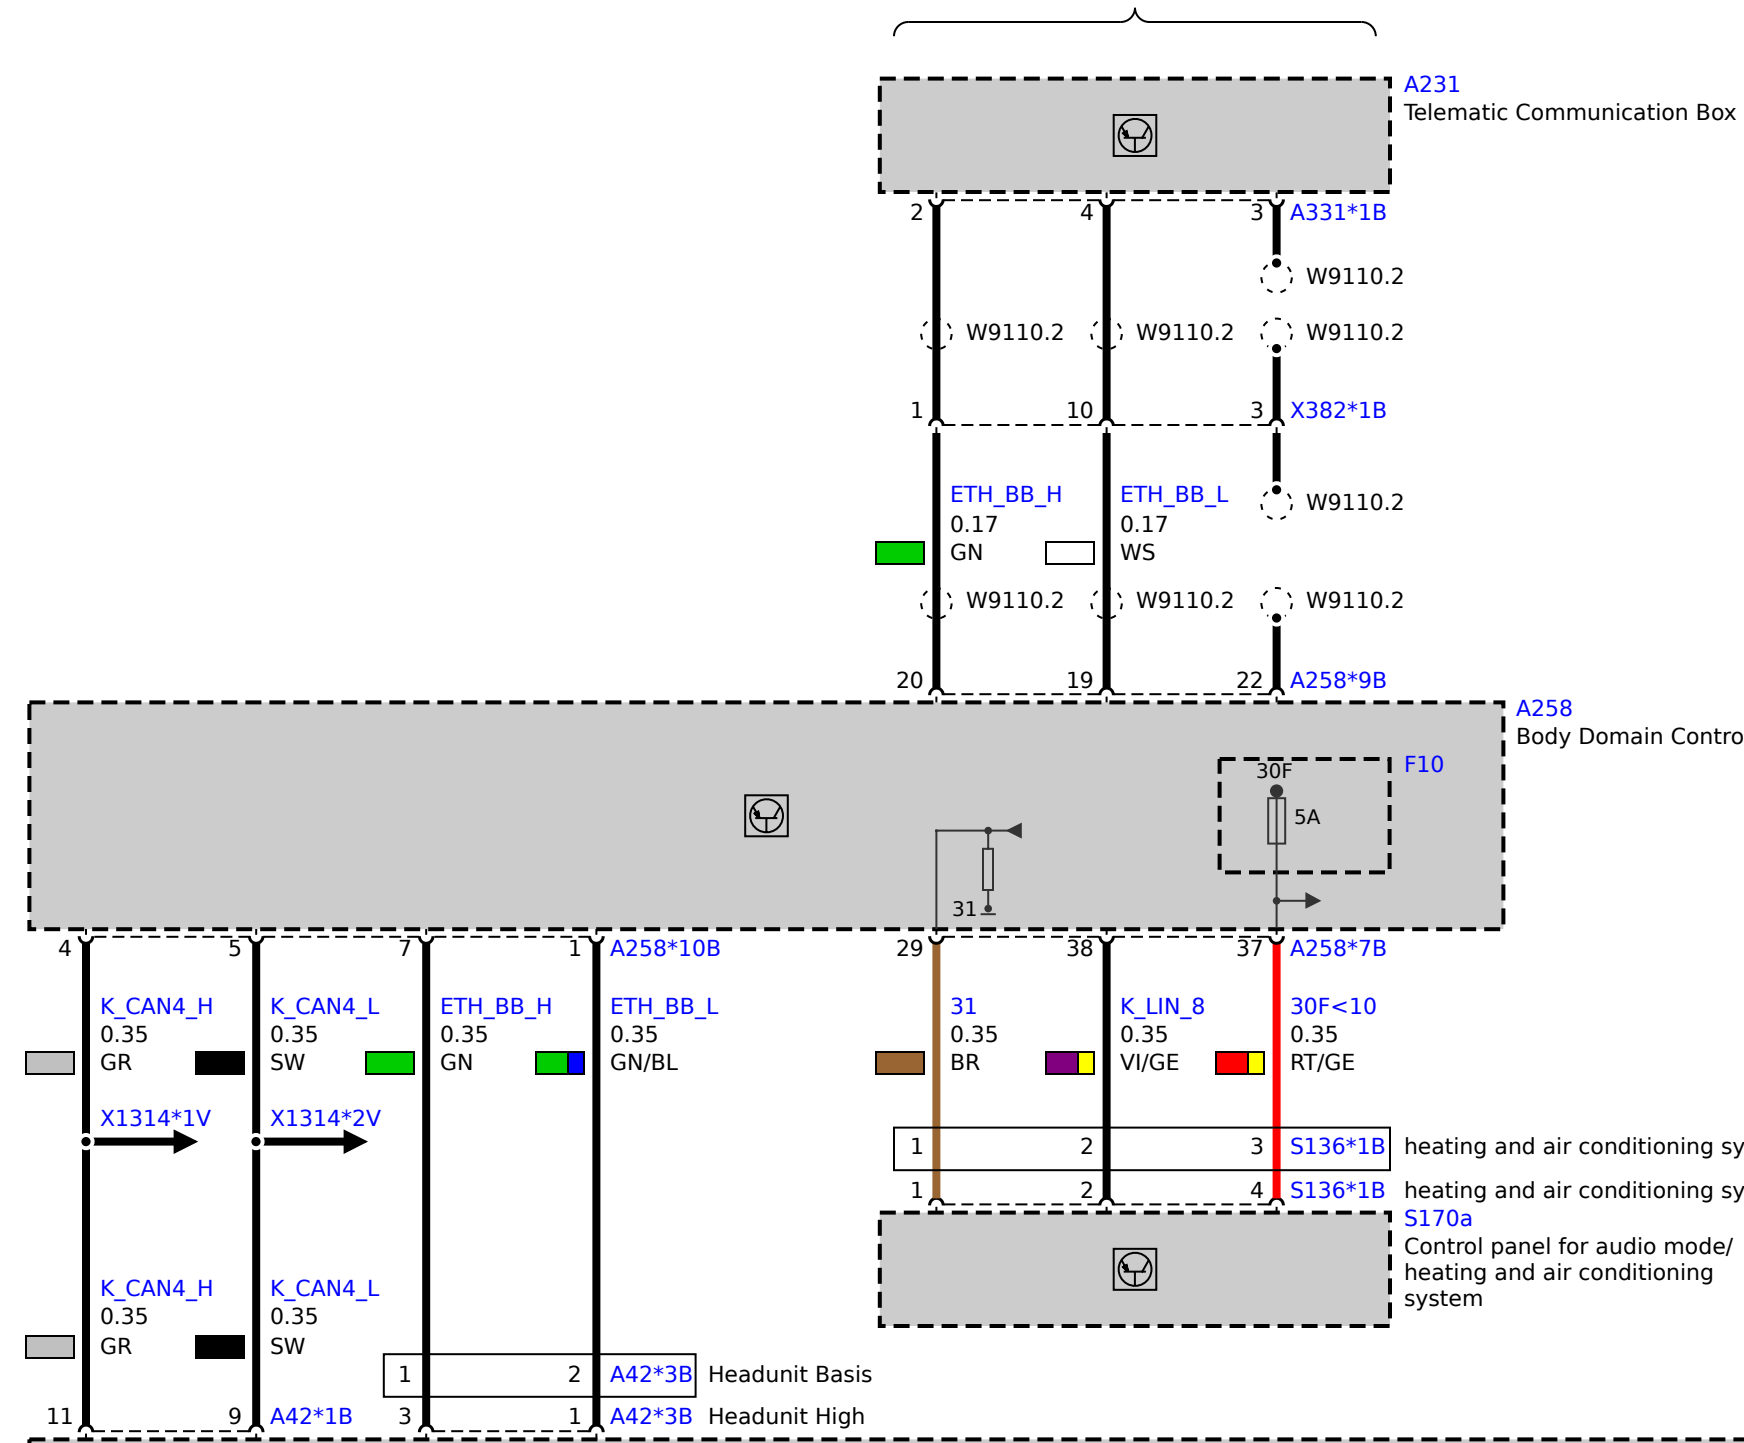 A231
Telematic Communication Box
2 4 3 A331*1B
W9110.2
W9110.2 W9110.2 W9110.2
1 10 3 X382*1B
ETH_BB_H ETH_BB_L W9110.2
0.17 0.17
GN WS
W9110.2 W9110.2 W9110.2
20 19 22 A258*9B
A258
Body Domain Contro
F10
30F
5A
31
4 5 7 1 A258*10B 29 38 37 A258*7B
K_CAN4_H K_CAN4_L ETH_BB_H ETH_BB_L 31 K_LIN_8 30F<10
0.35 0.35 0.35 0.35 0.35 0.35 0.35
GR SW GN GN/BL BR VI/GE RT/GE
X1314*1V X1314*2V
1 2 3 S136*1B heating and air conditioning sy
1 2 4 S136*1B heating and air conditioning sy
S170a
Control panel for audio mode/
heating and air conditioning
system
K_CAN4_H K_CAN4_L
0.35 0.35
GR SW
1 2 A42*3B Headunit Basis
11 9 A42*1B 3 1 A42*3B Headunit High